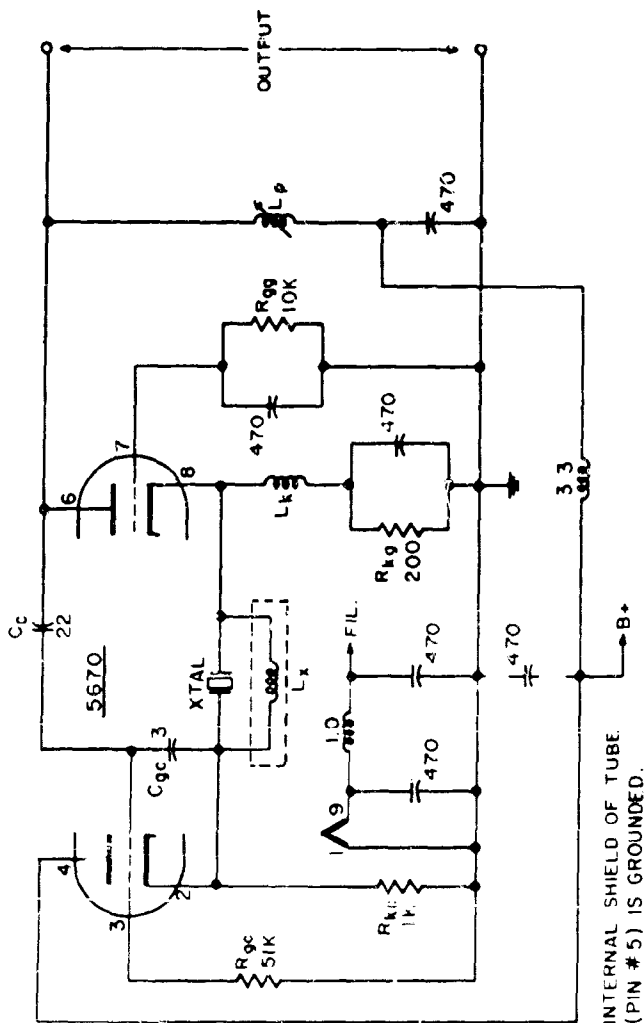 OUTPUT
Cc
22
5670
6
7
8
4
3
2
Cgc
3
XTAL
Lx
Lk
Lp
470
Rgg
10K
470
470
Rkg
200
Rgc
51K
1K
1
9
1.0
FIL.
470
470
470
3.3
B+
INTERNAL SHIELD OF TUBE
(PIN #5) IS GROUNDED.